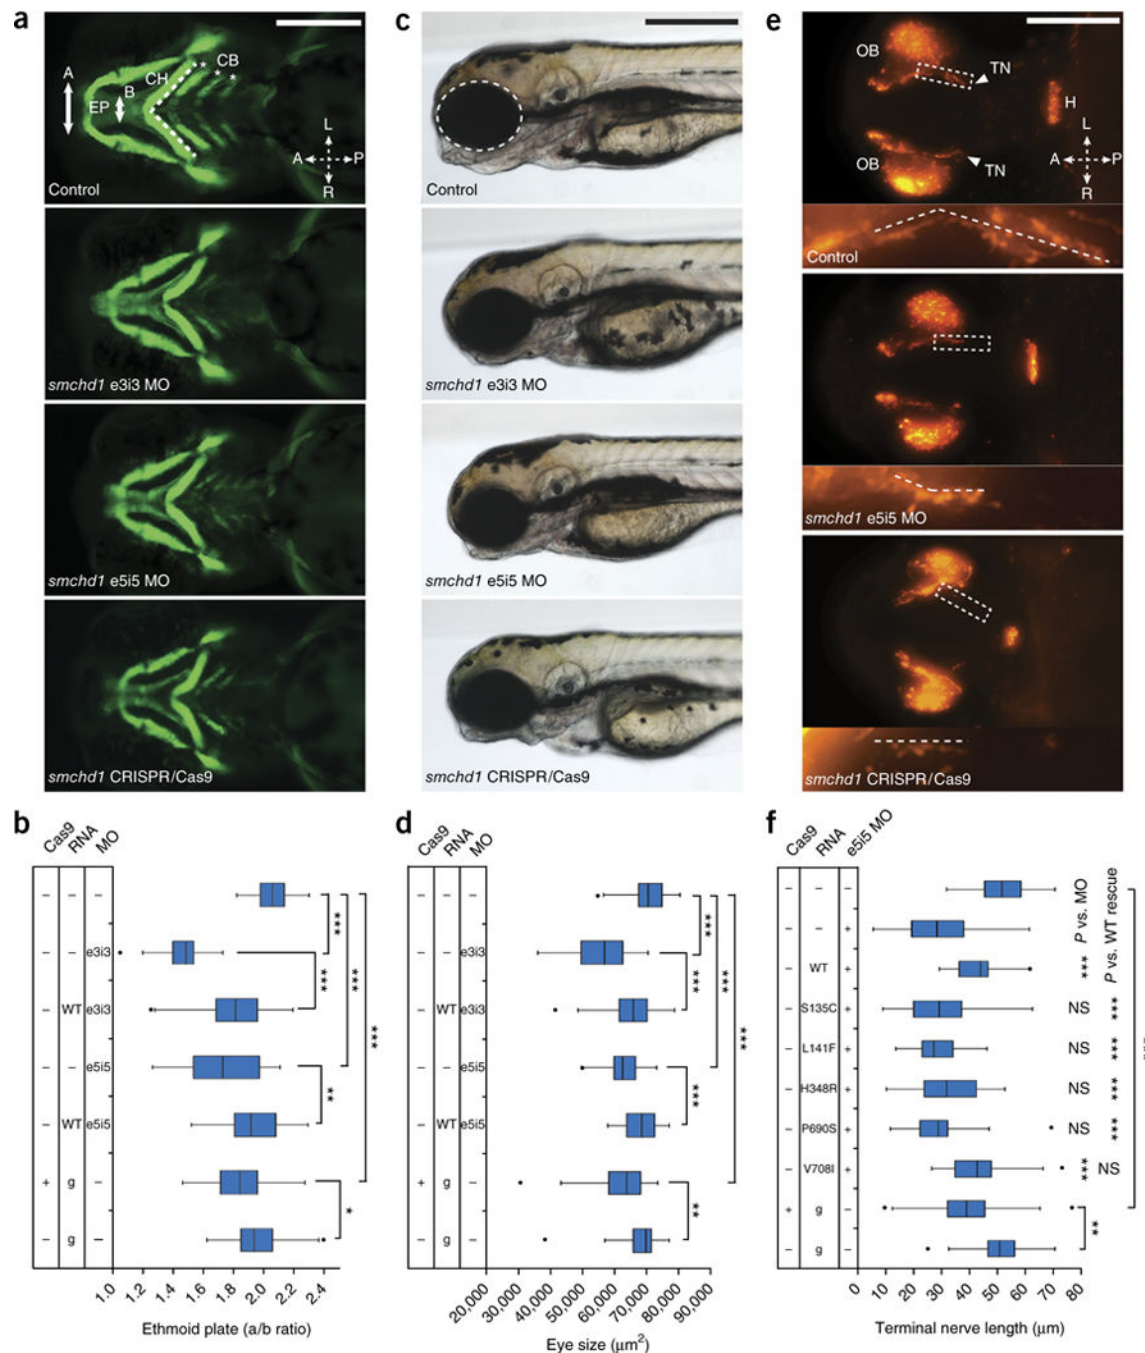 a
A
EP
B
CH
CB
* * * *
L
A P
R
Control
smchd1 e3i3 MO
smchd1 e5i5 MO
smchd1 CRISPR/Cas9
c
Control
smchd1 e3i3 MO
smchd1 e5i5 MO
smchd1 CRISPR/Cas9
e
OB
TN
H
L
A P
R
OB
TN
Control
smchd1 e5i5 MO
smchd1 CRISPR/Cas9
b
Cas9 RNA MO
– – –
– – e3i3
– WT e3i3
– – e5i5
– WT e5i5
+ g –
– g –
***
***
***
***
**
*
1.0 1.2 1.4 1.6 1.8 2.0 2.2 2.4
Ethmoid plate (a/b ratio)
d
Cas9 RNA MO
– – –
– – e3i3
– WT e3i3
– – e5i5
– WT e5i5
+ g –
– g –
***
***
***
***
***
**
20,000 30,000 40,000 50,000 60,000 70,000 80,000 90,000
Eye size (μm²)
f
Cas9 RNA e5i5 MO
P vs. MO
P vs. WT rescue
– – –
– – +
– WT + ***
– S135C + NS ***
– L141F + NS ***
– H348R + NS ***
– P690S + NS ***
– V708I + *** NS
+ g –
– g –
**
0 10 20 30 40 50 60 70 80
Terminal nerve length (μm)